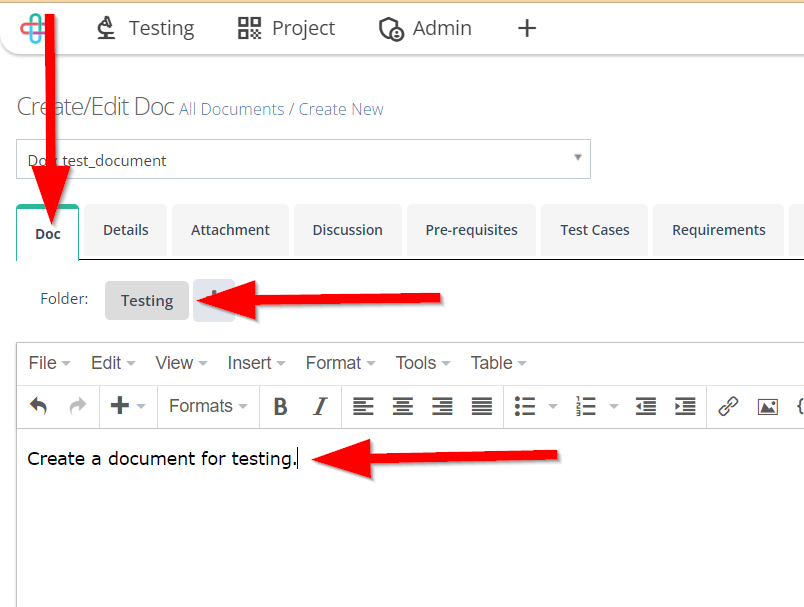 Testing Project Admin
Create/Edit Doc All Documents / Create New
test_document
Doc Details Attachment Discussion Pre-requisites Test Cases Requirements
Folder: Testing
File Edit View Insert Format Tools Table
Formats B I
Create a document for testing.